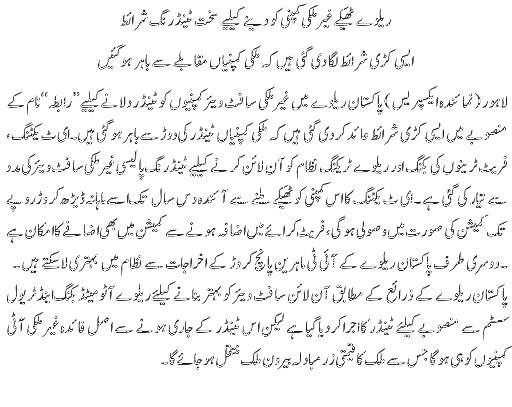 ریلوے ٹھیکے غیر ملکی کمپنی کو دینے کیلیے سخت ٹینڈرنگ شرائط
ایسی کڑی شرائط لگا دی گئی ہیں کہ ملکی کمپنیاں مقابلے سے باہر ہو گئیں
لاہور (نمائندہ ایکسپریس) پاکستان ریلوے میں غیر ملکی سافٹ ویئر کمپنیوں کو ٹینڈر دلانے کیلیے ’’رابطہ‘‘ نام کے
منصوبے میں ایسی کڑی شرائط عائد کر دی گئی ہیں کہ ملکی کمپنیاں ٹینڈر کی دوڑ سے باہر ہو گئی ہیں۔ ای ٹکٹنگ،
فریٹ ٹرینوں کی بکنگ اور ریلوے ٹریکنگ نظام کو آن لائن کرنے کیلیے ٹینڈرنگ پالیسی غیر ملکی سافٹ ویئر کی مدد
سے تیار کی گئی ہے۔ ای ٹکٹنگ کا اس کمپنی کو ٹھیکے ملنے سے آئندہ دس سال تک اسے ماہانہ ڈیڑھ کروڑ روپے
تک کمیشن کی صورت میں وصولی ہو گی، فریٹ کرائے میں اضافہ ہونے سے کمیشن میں بھی اضافے کا امکان ہے
۔۔ دوسری طرف پاکستان ریلوے کے آئی ٹی ماہرین پانچ کروڑ کے اخراجات سے نظام میں بہتری لا سکتے ہیں۔۔
پاکستان ریلوے کے ذرائع کے مطابق آن لائن سافٹ ویئر کو بہتر بنانے کیلیے ریلوے آٹومیٹڈ بکنگ اینڈ ٹریول
سسٹم سے منصوبے کیلئے ٹینڈر کا اجرا کر دیا گیا ہے لیکن اس ٹینڈر کے جاری ہونے سے اصل فائدہ غیر ملکی آئی ٹی
کمپنیوں کو ہی ہو گا جس سے ملک کا قیمتی زرمبادلہ بیرون ملک منتقل ہو جائے گا۔